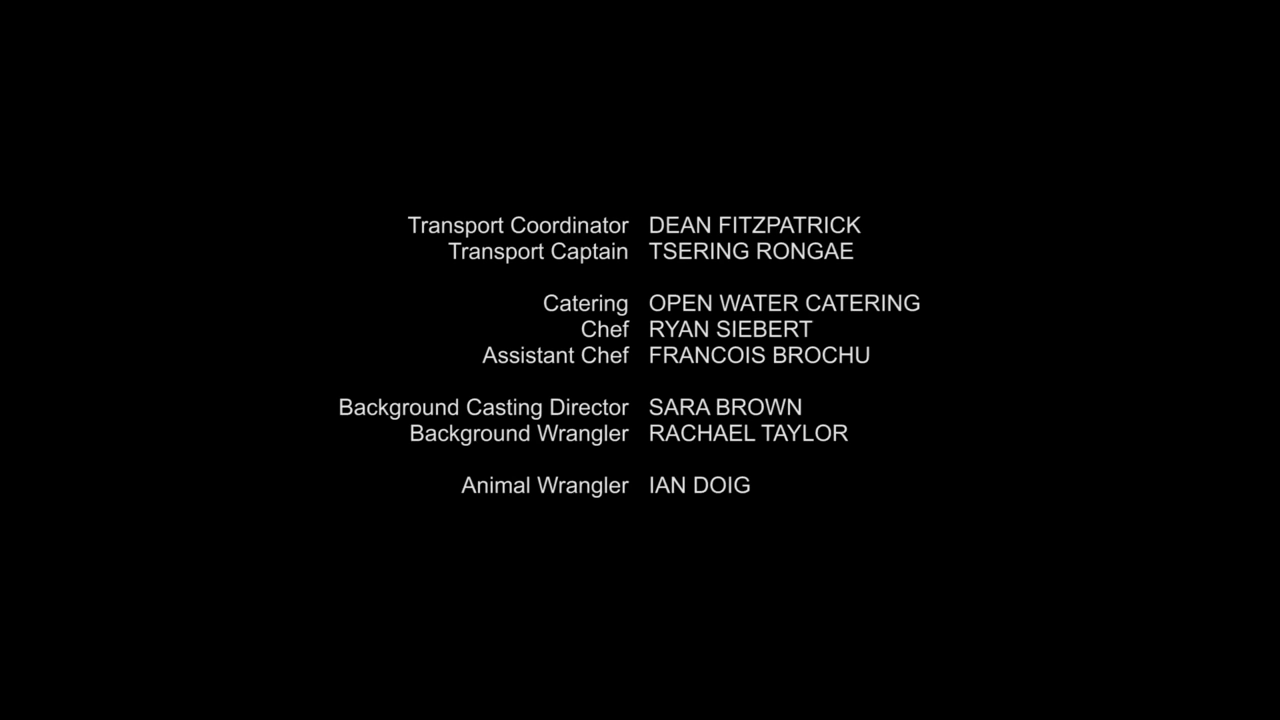 Transport Coordinator DEAN FITZPATRICK
Transport Captain TSERING RONGAE
Catering OPEN WATER CATERING
Chef RYAN SIEBERT
Assistant Chef FRANCOIS BROCHU
Background Casting Director SARA BROWN
Background Wrangler RACHAEL TAYLOR
Animal Wrangler IAN DOIG